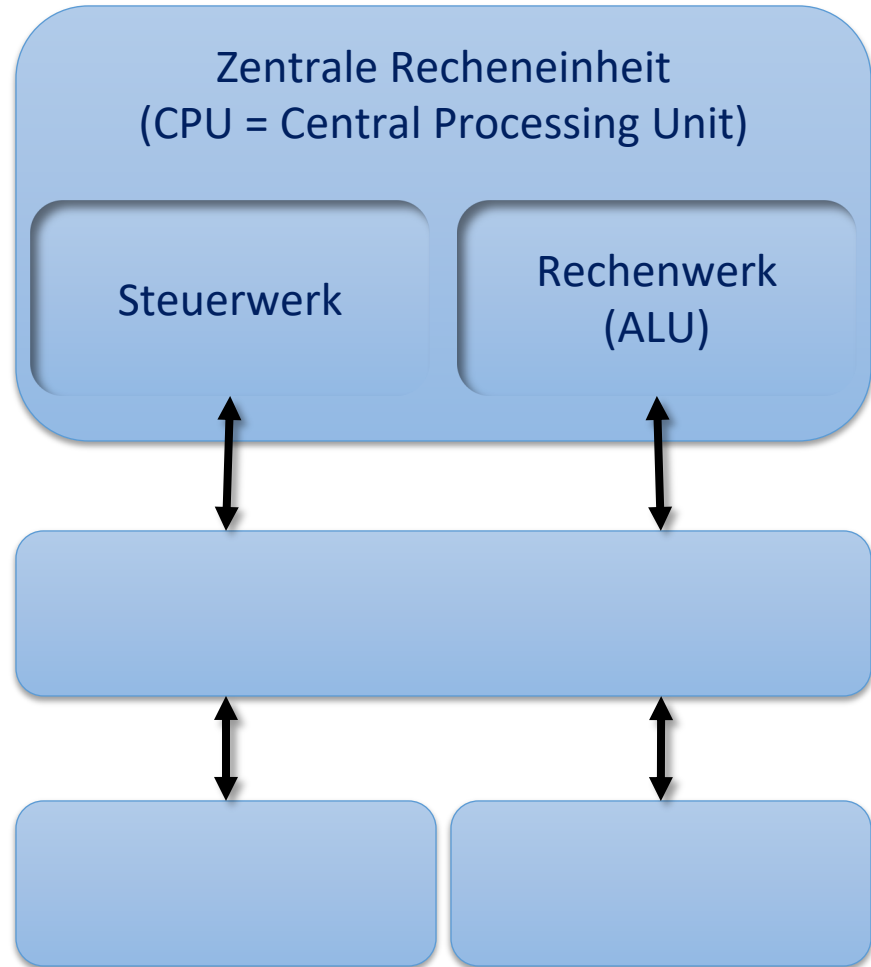 Zentrale Recheneinheit
(CPU = Central Processing Unit)
Steuerwerk
Rechenwerk
(ALU)